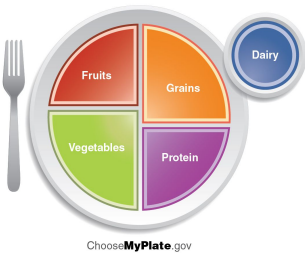 Dairy
Fruits
Grains
Vegetables
Protein
ChooseMyPlate.gov